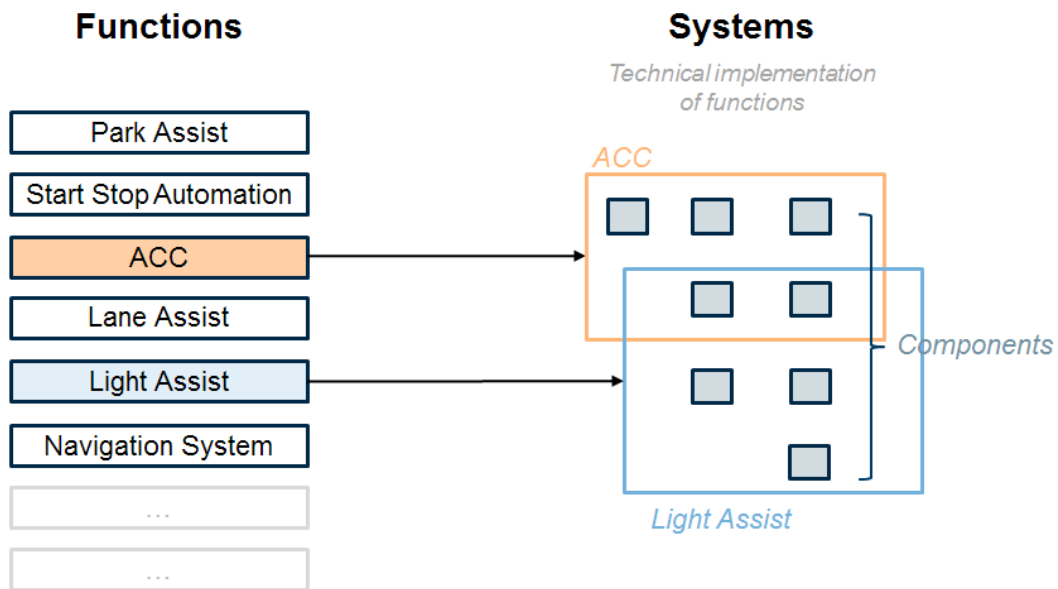 Functions
Systems
Technical implementation
of functions
Park Assist
Start Stop Automation
ACC
Lane Assist
Light Assist
Navigation System
...
...
ACC
Components
Light Assist